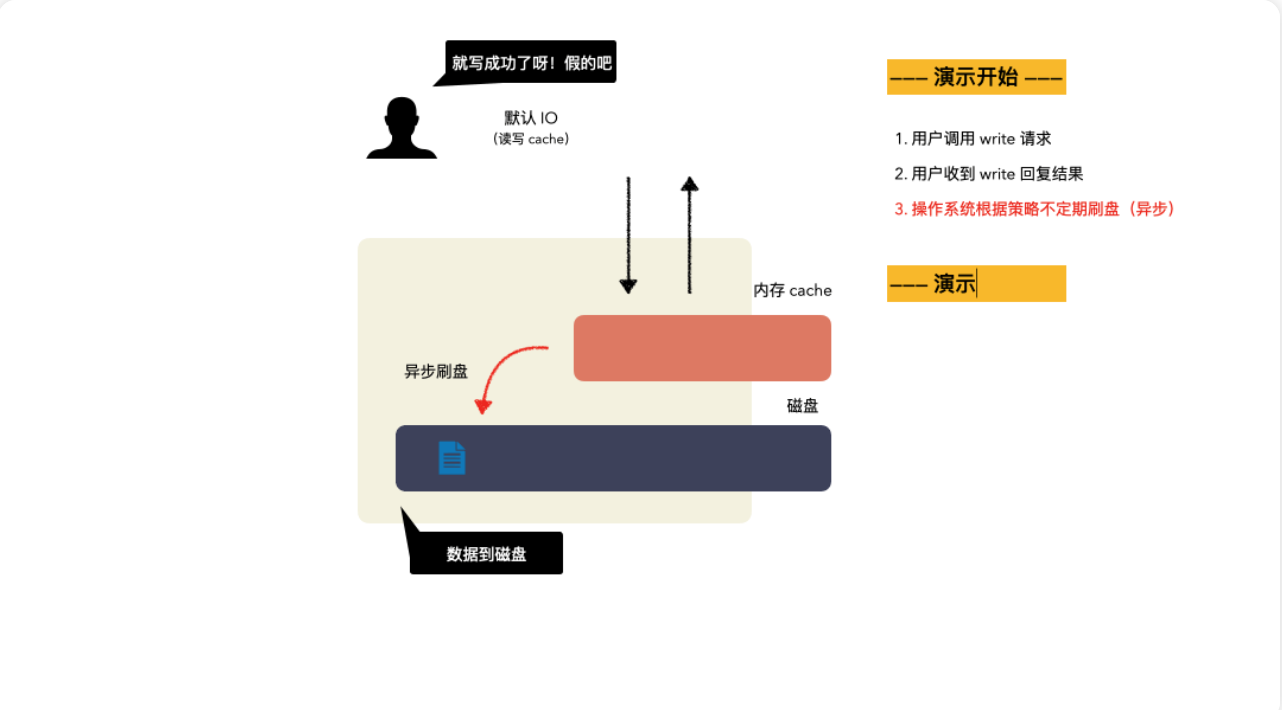 就写成功了呀！假的吧
默认 IO
（读写 cache）
——— 演示开始 ———
1. 用户调用 write 请求
2. 用户收到 write 回复结果
3. 操作系统根据策略不定期刷盘（异步）
——— 演示
内存 cache
异步刷盘
磁盘
数据到磁盘